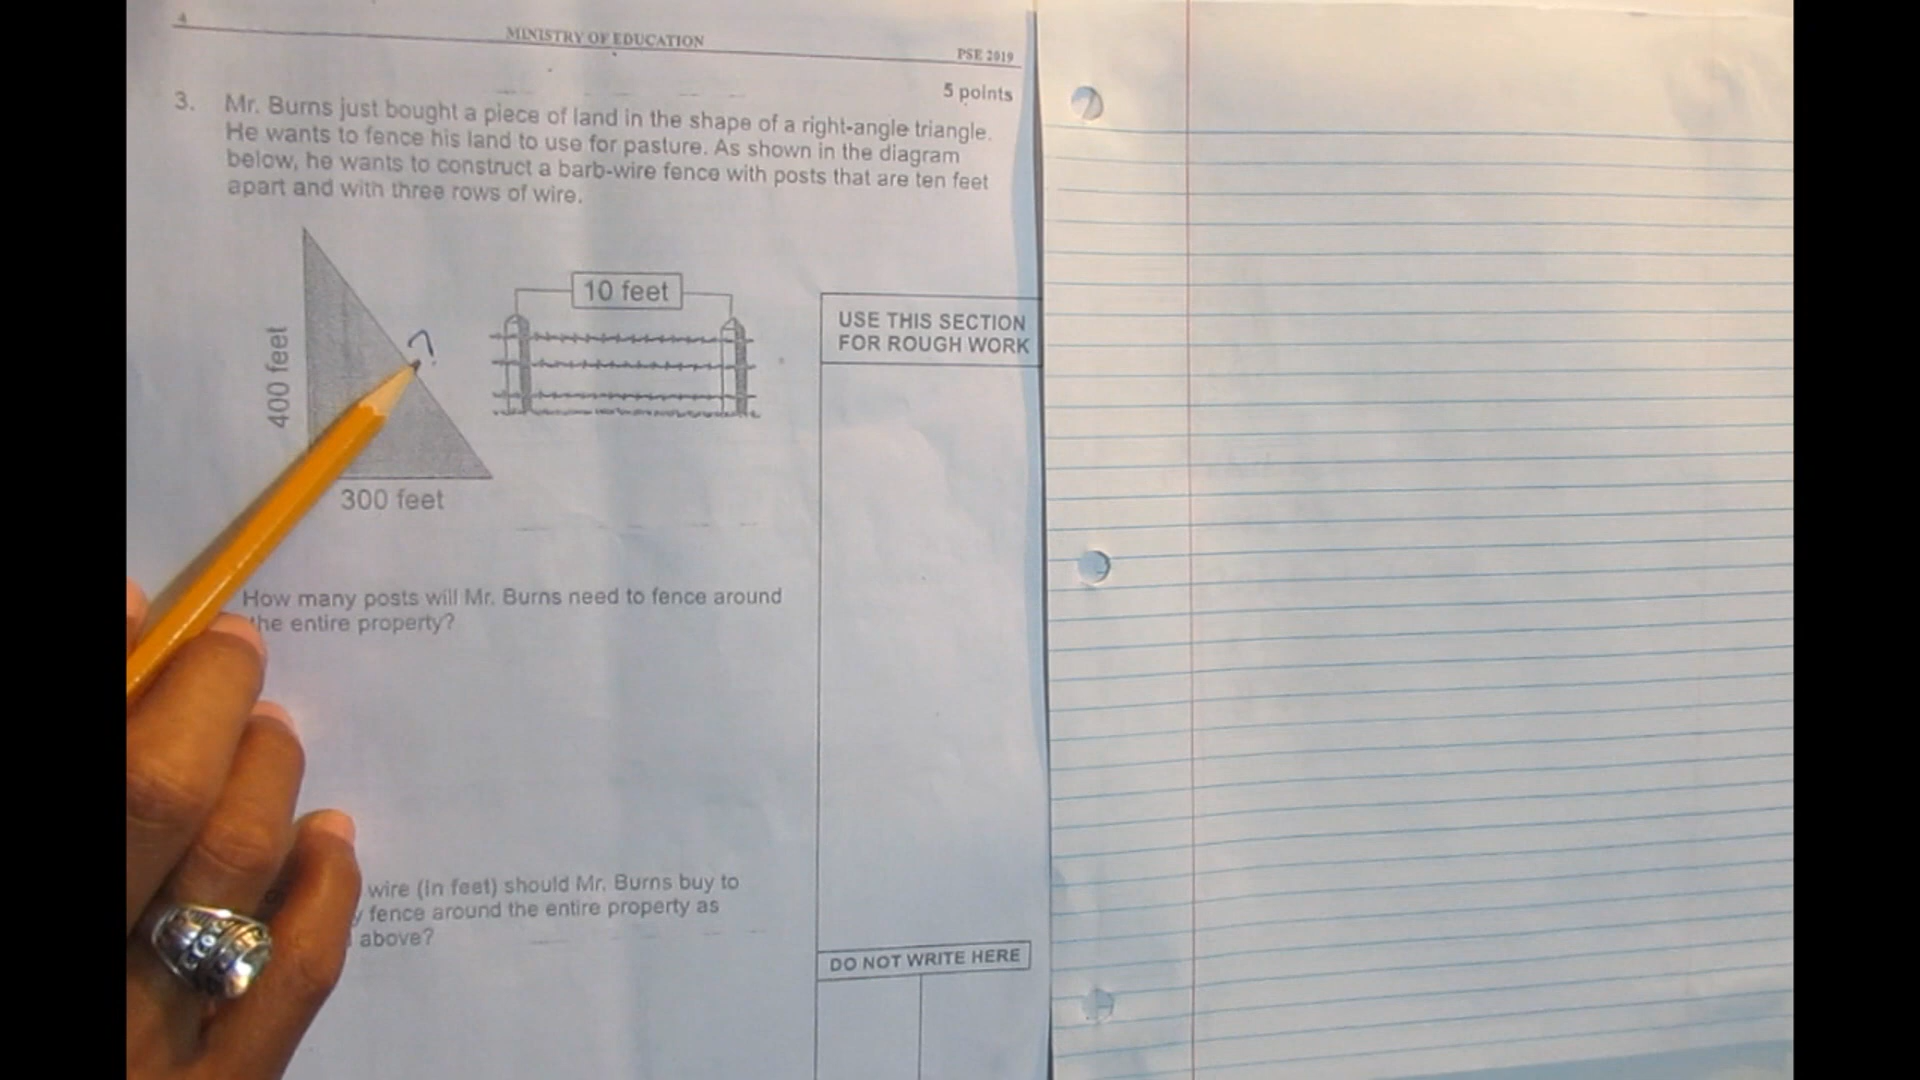 4
MINISTRY OF EDUCATION
PSE 2019
5 points
3. Mr. Burns just bought a piece of land in the shape of a right-angle triangle.
He wants to fence his land to use for pasture. As shown in the diagram
below, he wants to construct a barb-wire fence with posts that are ten feet
apart and with three rows of wire.
10 feet
?
400 feet
300 feet
USE THIS SECTION
FOR ROUGH WORK
How many posts will Mr. Burns need to fence around
the entire property?
wire (in feet) should Mr. Burns buy to
y fence around the entire property as
above?
DO NOT WRITE HERE